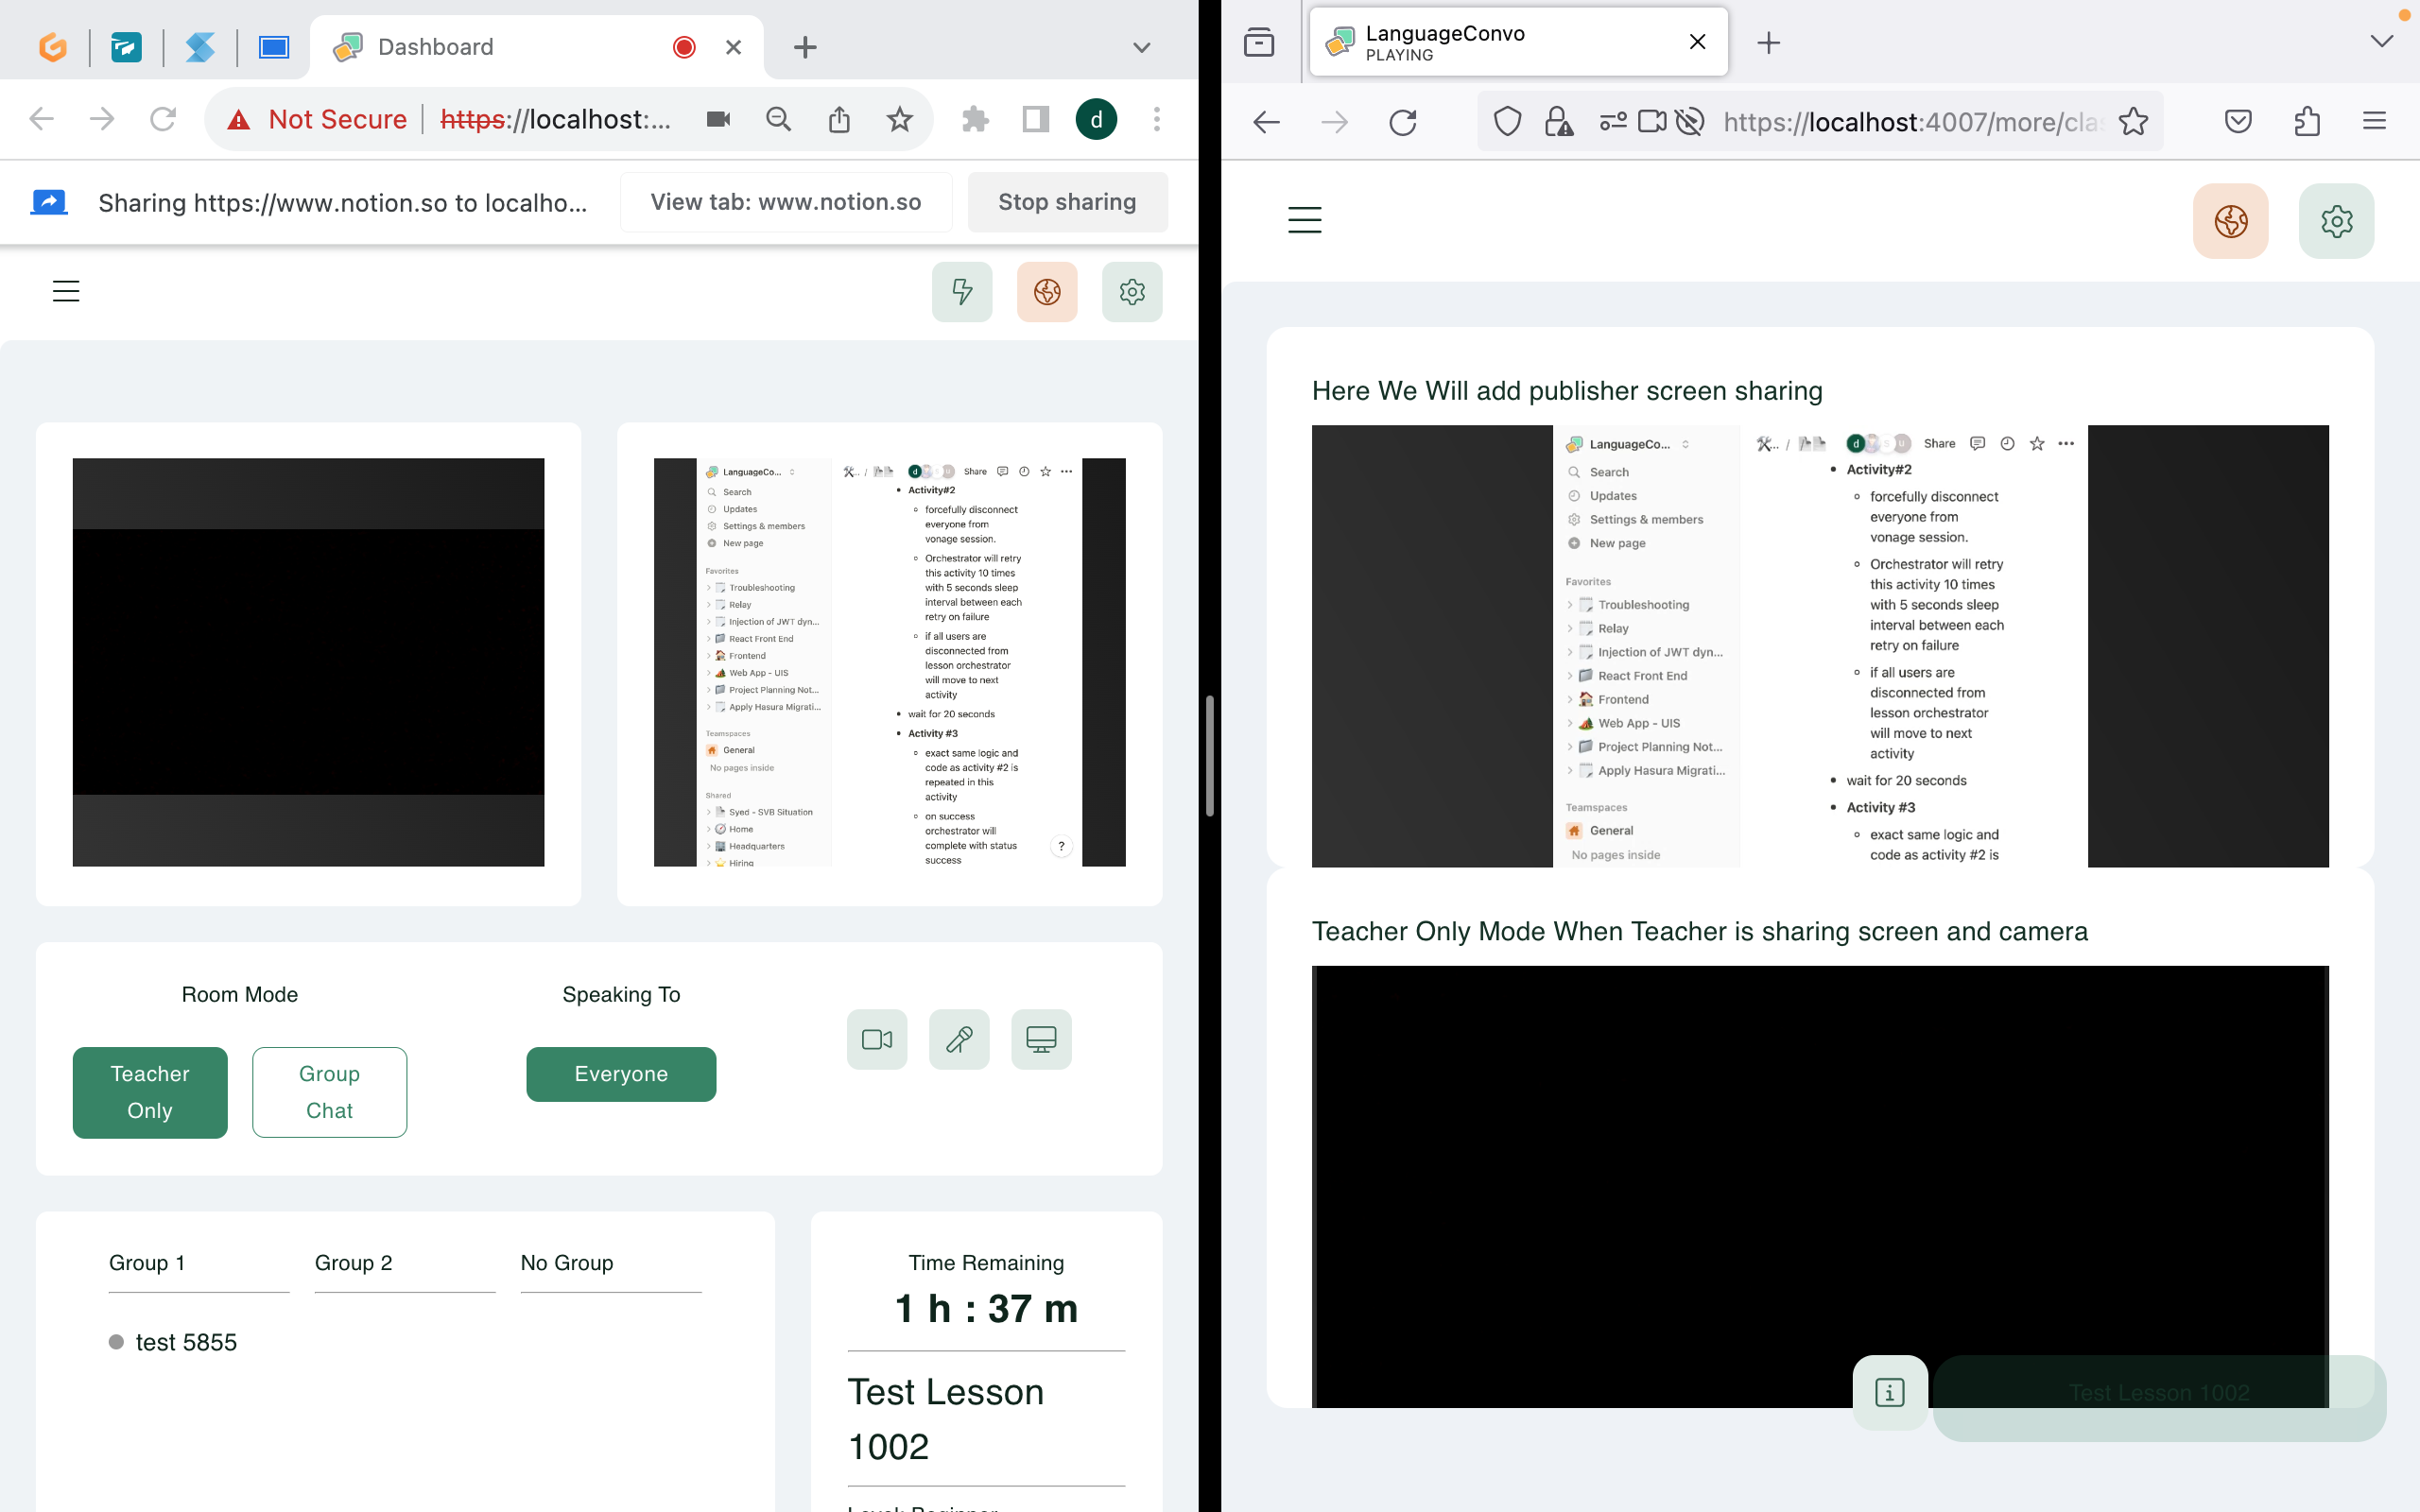 Dashboard
Not Secure
https://localhost:...
Sharing https://www.notion.so to localho...
View tab: www.notion.so
Stop sharing
d
LanguageCo...
Search
Updates
Settings & members
New page
Favorites
Troubleshooting
Relay
Injection of JWT dyn...
React Front End
Frontend
Web App - UIS
Project Planning Not...
Apply Hasura Migrati...
Teamspaces
General
No pages inside
Shared
Syed - SVB Situation
Home
Headquarters
Hiring
/
d
Share
• Activity#2
forcefully disconnect
everyone from
vonage session.
Orchestrator will retry
this activity 10 times
with 5 seconds sleep
interval between each
retry on failure
if all users are
disconnected from
lesson orchestrator
will move to next
activity
• wait for 20 seconds
• Activity #3
exact same logic and
code as activity #2 is
repeated in this
activity
on success
orchestrator will
complete with status
success
?
Room Mode
Teacher
Only
Group
Chat
Speaking To
Everyone
Group 1
Group 2
No Group
test 5855
Time Remaining
1 h : 37 m
Test Lesson
1002
LanguageConvo
PLAYING
https://localhost:4007/more/cla
Here We Will add publisher screen sharing
LanguageCo...
Search
Updates
Settings & members
New page
Favorites
Troubleshooting
Relay
Injection of JWT dyn...
React Front End
Frontend
Web App - UIS
Project Planning Not...
Apply Hasura Migrati...
Teamspaces
General
No pages inside
/
d
Share
• Activity#2
forcefully disconnect
everyone from
vonage session.
Orchestrator will retry
this activity 10 times
with 5 seconds sleep
interval between each
retry on failure
if all users are
disconnected from
lesson orchestrator
will move to next
activity
• wait for 20 seconds
• Activity #3
exact same logic and
code as activity #2 is
Teacher Only Mode When Teacher is sharing screen and camera
Test Lesson 1002